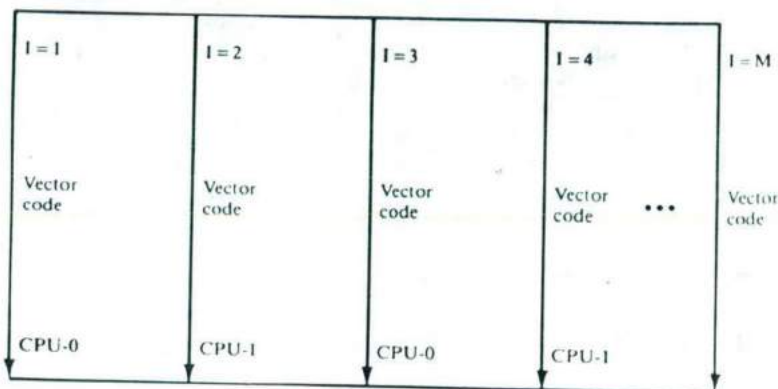 I = 1
I = 2
I = 3
I = 4
I = M
Vector
code
Vector
code
Vector
code
Vector
code
•••
Vector
code
CPU-0
CPU-1
CPU-0
CPU-1